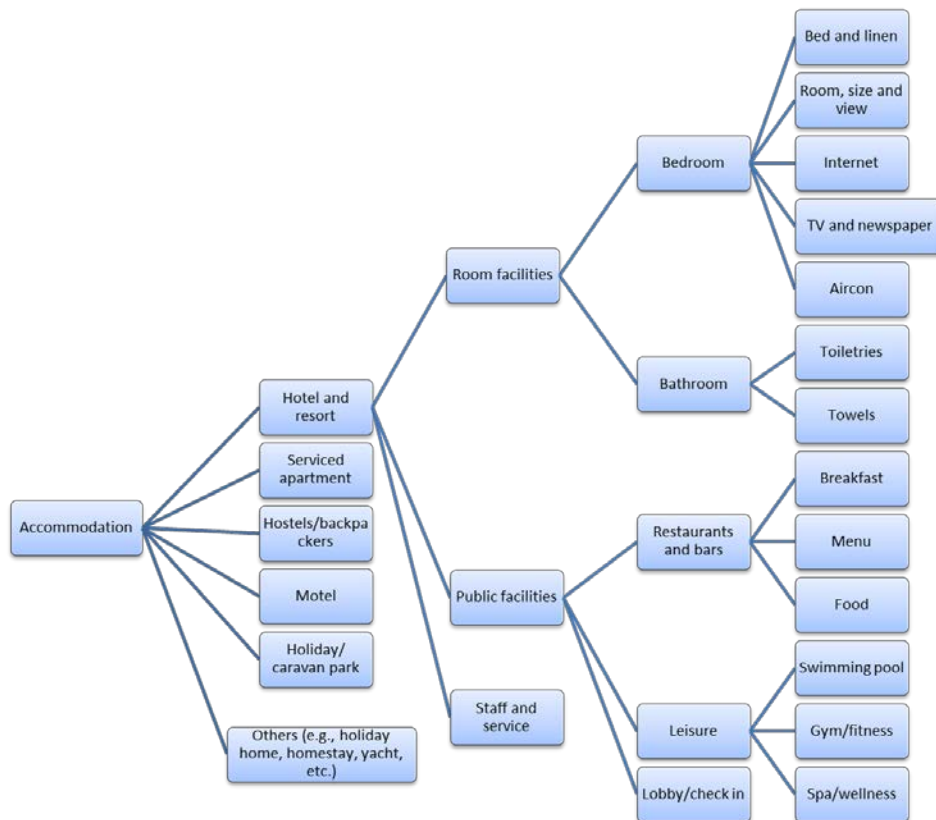 Accommodation
Hotel and
resort
Serviced
apartment
Hostels/backpa
ckers
Motel
Holiday/
caravan park
Others (e.g., holiday
home, homestay, yacht,
etc.)
Room facilities
Public facilities
Staff and
service
Bedroom
Bathroom
Restaurants
and bars
Leisure
Lobby/check in
Bed and linen
Room, size and
view
Internet
TV and newspaper
Aircon
Toiletries
Towels
Breakfast
Menu
Food
Swimming pool
Gym/fitness
Spa/wellness